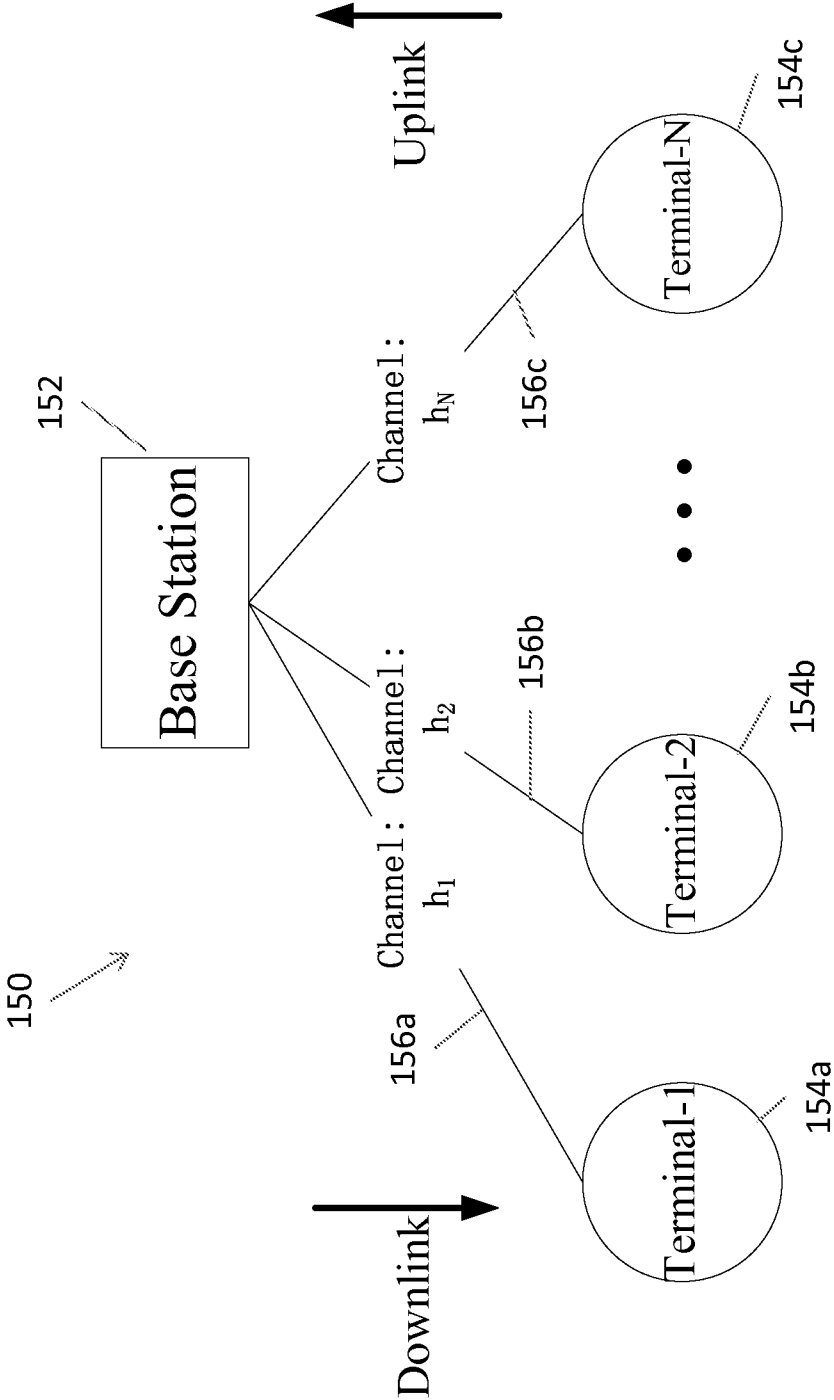 150
152
Base Station
Downlink
156a
Channel:
h₁
Channel:
h₂
Channel:
h_N
Uplink
156b
156c
Terminal-1
Terminal-2
• • •
Terminal-N
154a
154b
154c